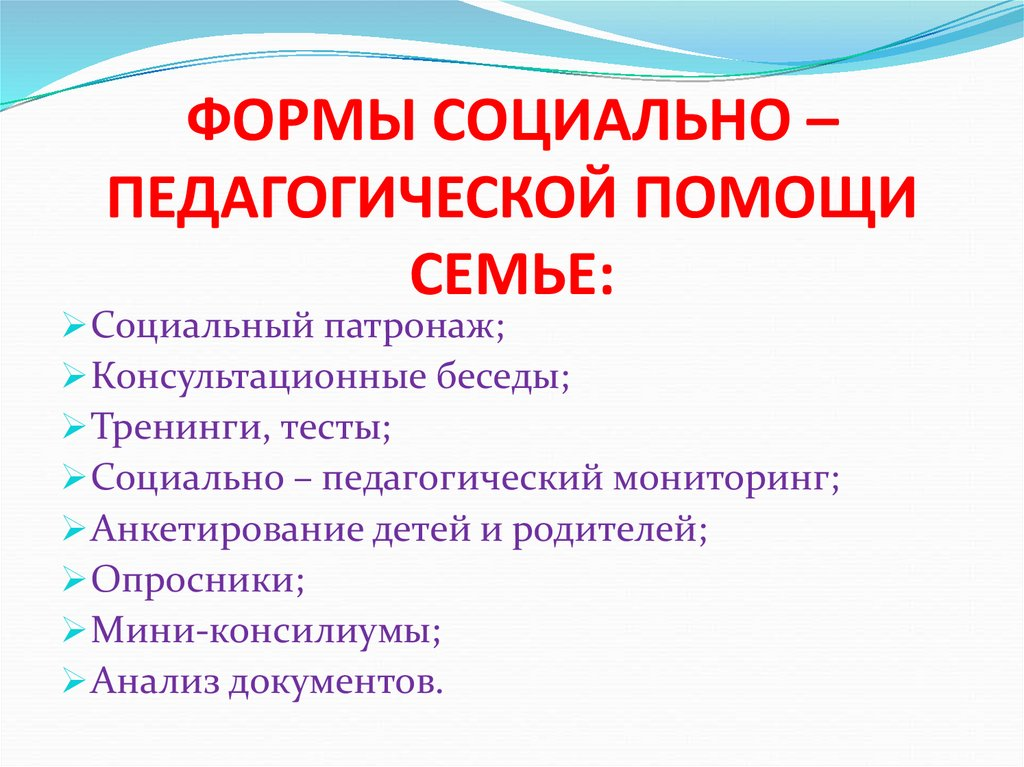 ФОРМЫ СОЦИАЛЬНО –
ПЕДАГОГИЧЕСКОЙ ПОМОЩИ
СЕМЬЕ:
Социальный патронаж;
Консультационные беседы;
Тренинги, тесты;
Социально – педагогический мониторинг;
Анкетирование детей и родителей;
Опросники;
Мини-консилиумы;
Анализ документов.